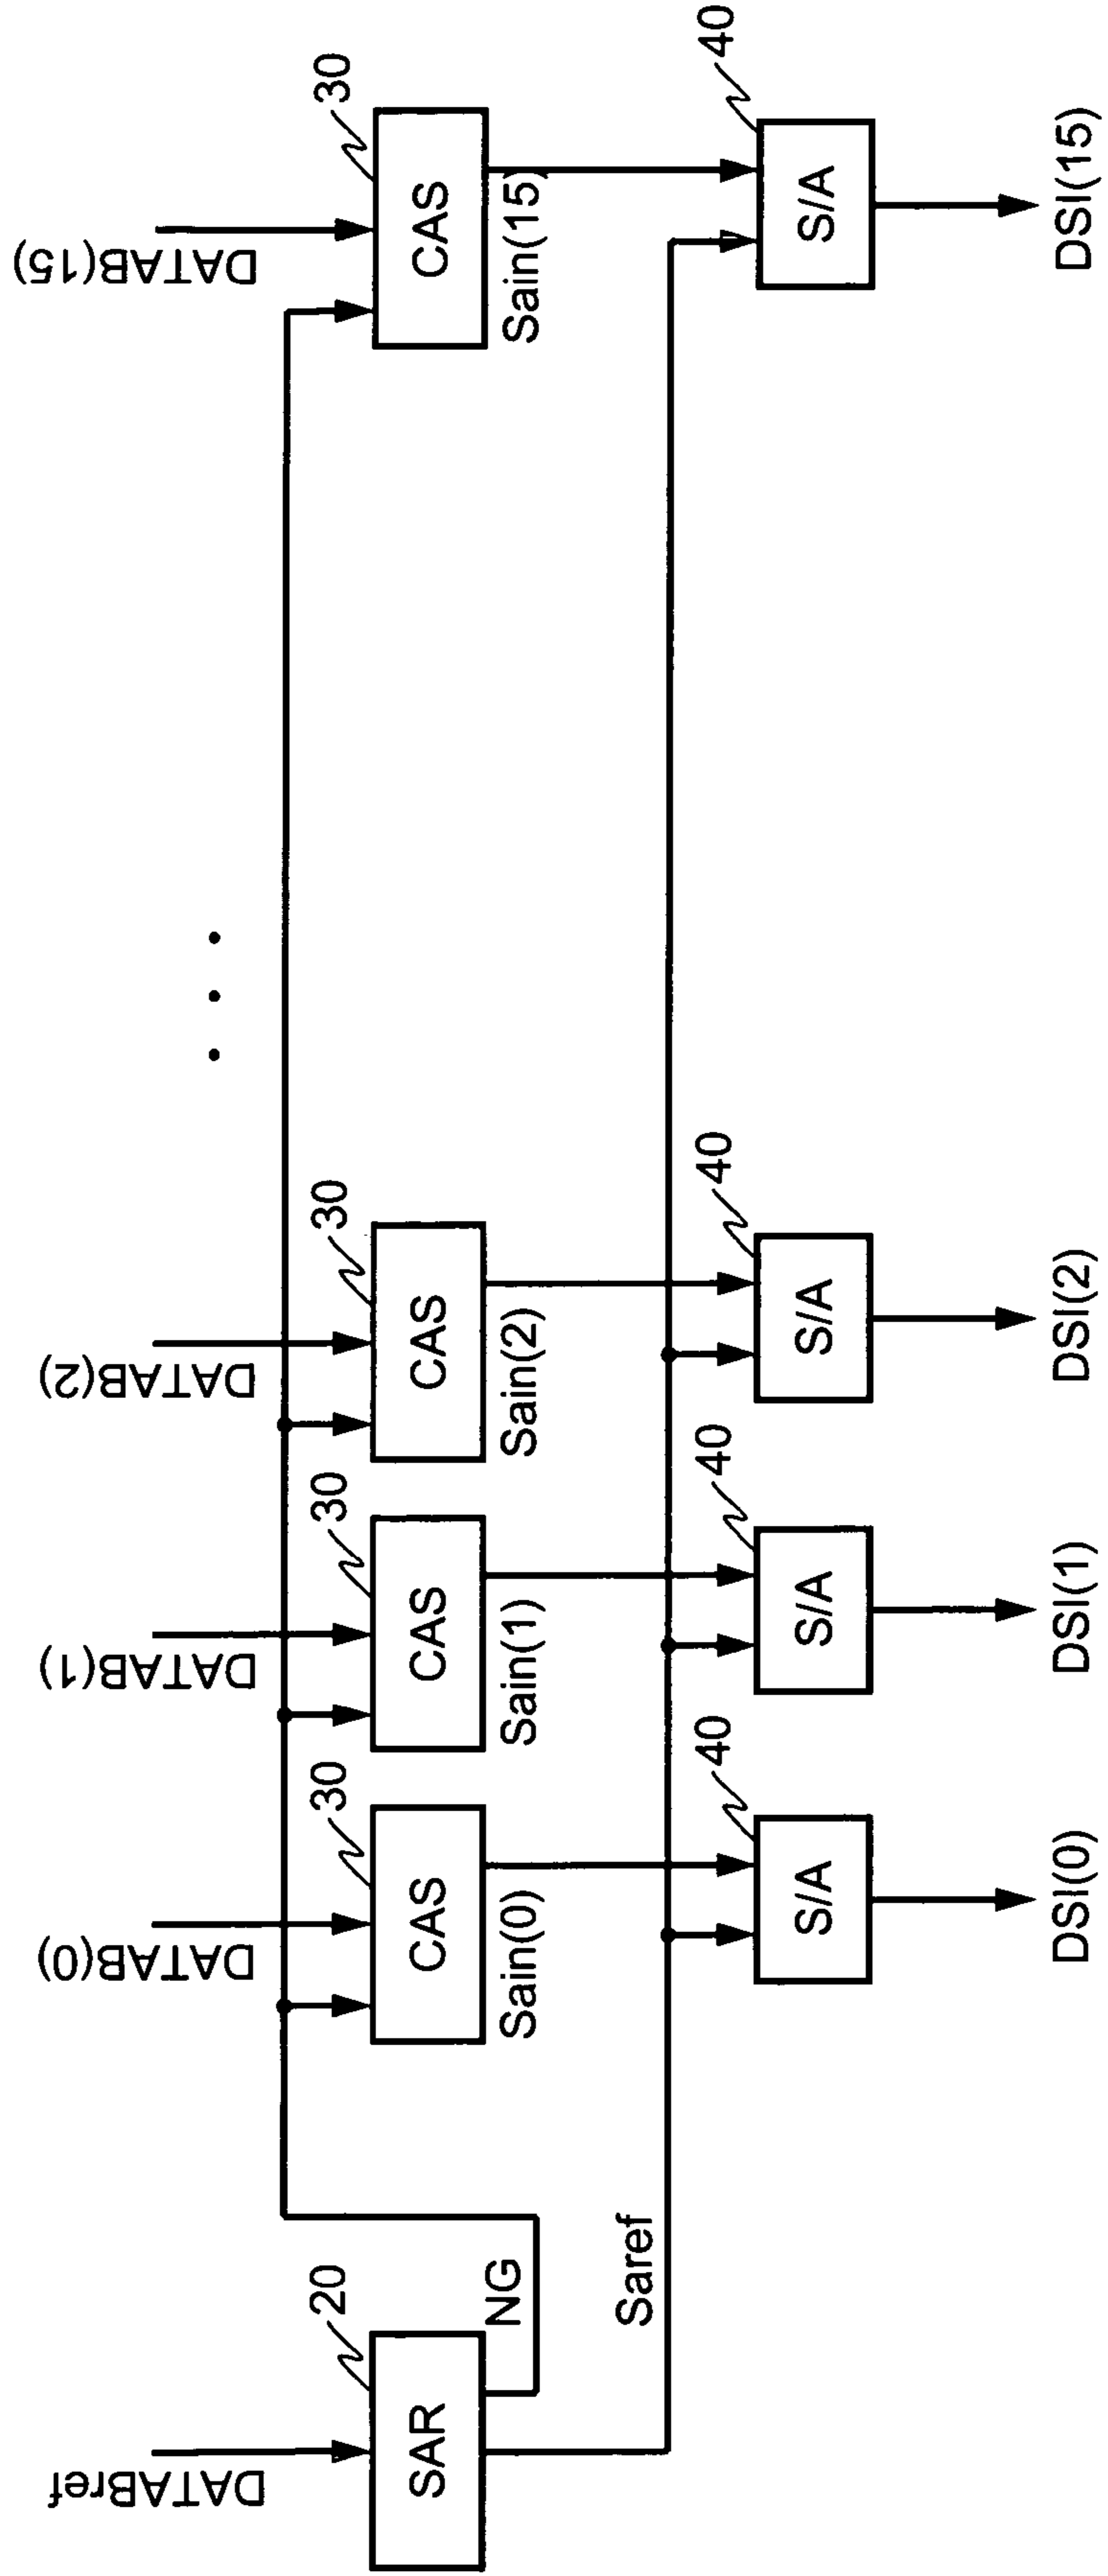 DATABref
DATAB(0)
DATAB(1)
DATAB(2)
DATAB(15)
20
30
30
30
30
SAR
CAS
CAS
CAS
CAS
NG
Sain(0)
Sain(1)
Sain(2)
Sain(15)
Saref
40
40
40
40
S/A
S/A
S/A
S/A
DSI(0)
DSI(1)
DSI(2)
DSI(15)